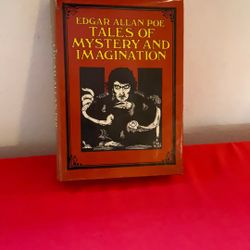 EDGAR ALLAN POE
TALES OF
MYSTERY AND
IMAGINATION